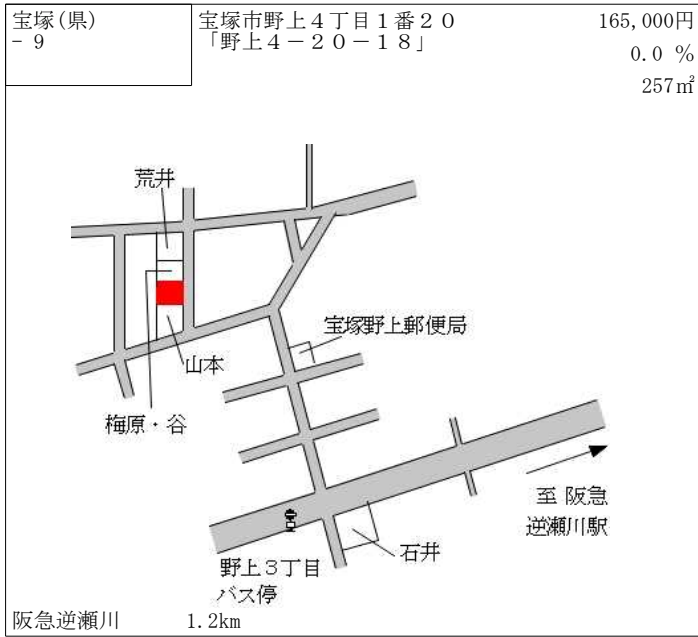 宝塚(県)
- 9
宝塚市野上４丁目１番２０
「野上４－２０－１８」
165,000円
0.0 %
257㎡
荒井
宝塚野上郵便局
山本
梅原・谷
至 阪急
逆瀬川駅
石井
野上３丁目
バス停
阪急逆瀬川 1.2km